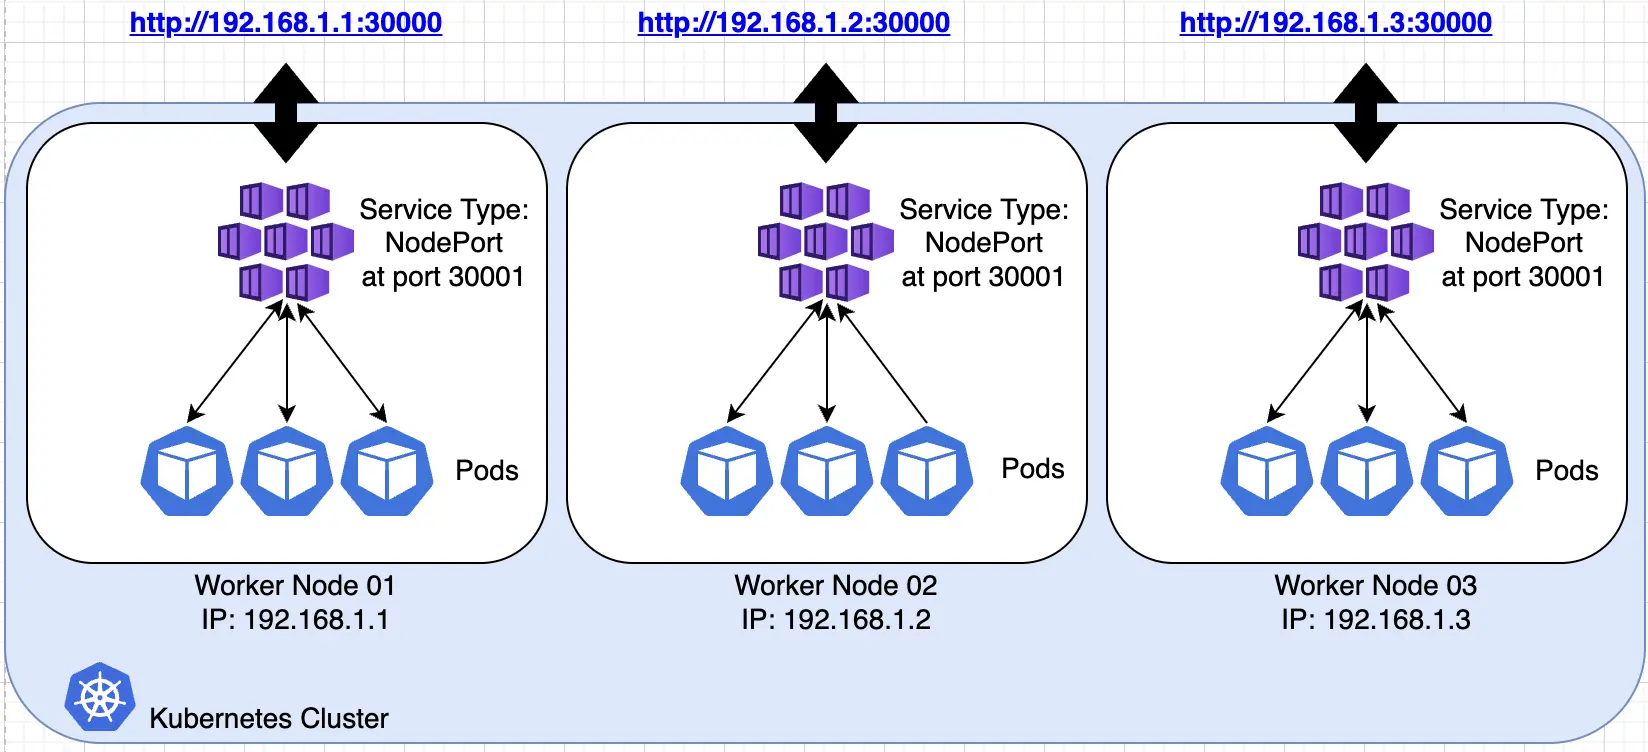 http://192.168.1.1:30000
http://192.168.1.2:30000
http://192.168.1.3:30000
Service Type:
NodePort
at port 30001
Service Type:
NodePort
at port 30001
Service Type:
NodePort
at port 30001
Pods
Pods
Pods
Worker Node 01
IP: 192.168.1.1
Worker Node 02
IP: 192.168.1.2
Worker Node 03
IP: 192.168.1.3
Kubernetes Cluster